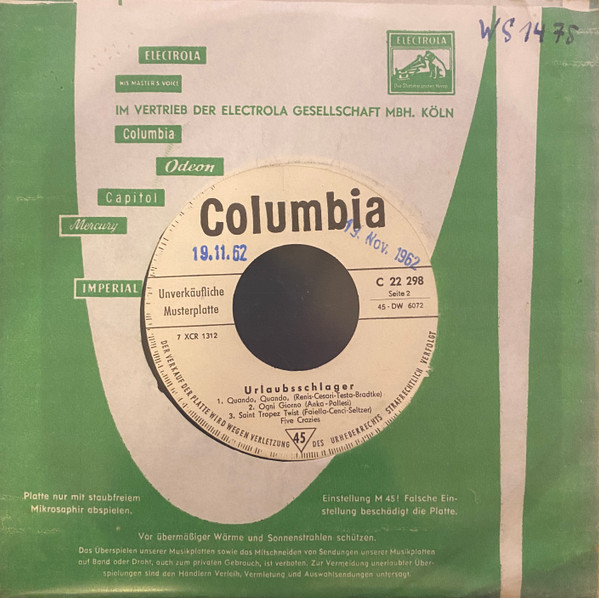 WS 1475
ELECTROLA
ELECTROLA
HIS MASTER'S VOICE
Die Stimme seines Herrn
IM VERTRIEB DER ELECTROLA GESELLSCHAFT MBH. KÖLN
Columbia
Odeon
Capitol
Mercury
IMPERIAL
Columbia
19.11.62
19. Nov. 1962
Unverkäufliche
Musterplatte
C 22 298
Seite 2
45-DW 6072
7 XCR 1312
Urlaubsschlager
1. Quando, Quando, (Renis-Cesari-Testa-Bradtke)
2. Ogni Giorno (Anka-Pallesi)
3. Saint Tropez Twist (Faiella-Cenci-Seltzer)
Five Crazies
45
DER VERKAUF DER PLATTE WIRD WEGEN VERLETZUNG DES URHEBERRECHTS STRAFRECHTLICH VERFOLGT
Platte nur mit staubfreiem
Mikrosaphir abspielen.
Einstellung M 45! Falsche Ein-
stellung beschädigt die Platte.
Vor übermäßiger Wärme und Sonnenstrahlen schützen.
Das Überspielen unserer Musikplatten sowie das Mitschneiden von Sendungen unserer Musikplatten
auf Band oder Draht, auch zum privaten Gebrauch, ist verboten. Zur Vermeidung unerlaubter Über-
spielungen sind den Händlern Verleih, Vermietung und Auswahlsendungen untersagt.